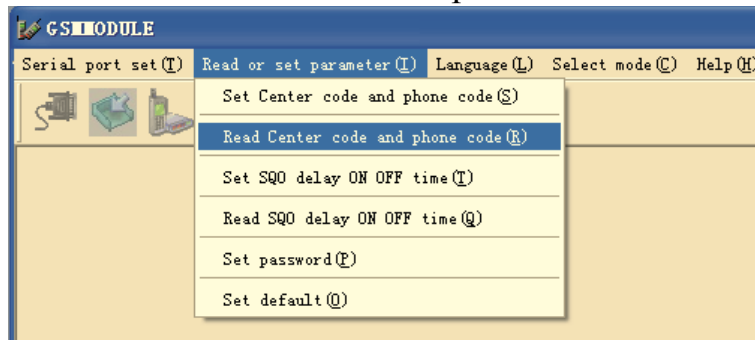 GSM MODULE
Serial port set(T) Read or set parameter(I) Language(L) Select mode(C) Help(H
Set Center code and phone code(S)
Read Center code and phone code(R)
Set SQO delay ON OFF time(T)
Read SQO delay ON OFF time(Q)
Set password(P)
Set default(O)